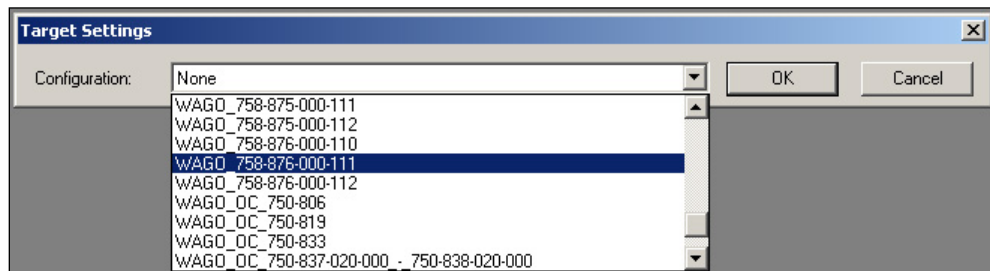 Target Settings
Configuration: None OK Cancel
WAGO_758-875-000-111
WAGO_758-875-000-112
WAGO_758-876-000-110
WAGO_758-876-000-111
WAGO_758-876-000-112
WAGO_OC_750-806
WAGO_OC_750-819
WAGO_OC_750-833
WAGO_OC_750-837-020-000_-_750-838-020-000